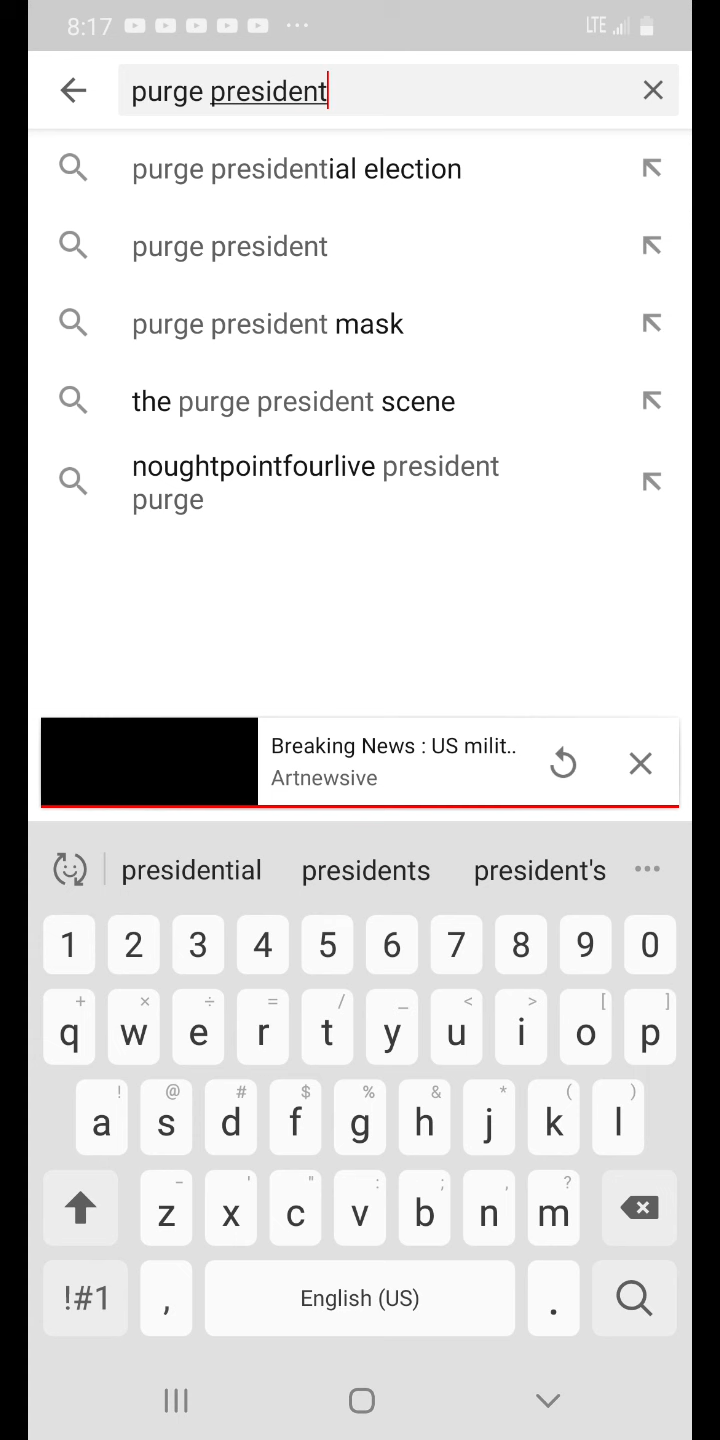 8:17 LTE
purge president
purge presidential election
purge president
purge president mask
the purge president scene
noughtpointfourlive president
purge
Breaking News : US milit..
Artnewsive
presidential presidents president's
1 2 3 4 5 6 7 8 9 0
+ × ÷ = / _ < > [ ]
q w e r t y u i o p
! @ # $ % & * ( )
a s d f g h j k l
- ' " : ; , ?
z x c v b n m
!#1 , English (US) .